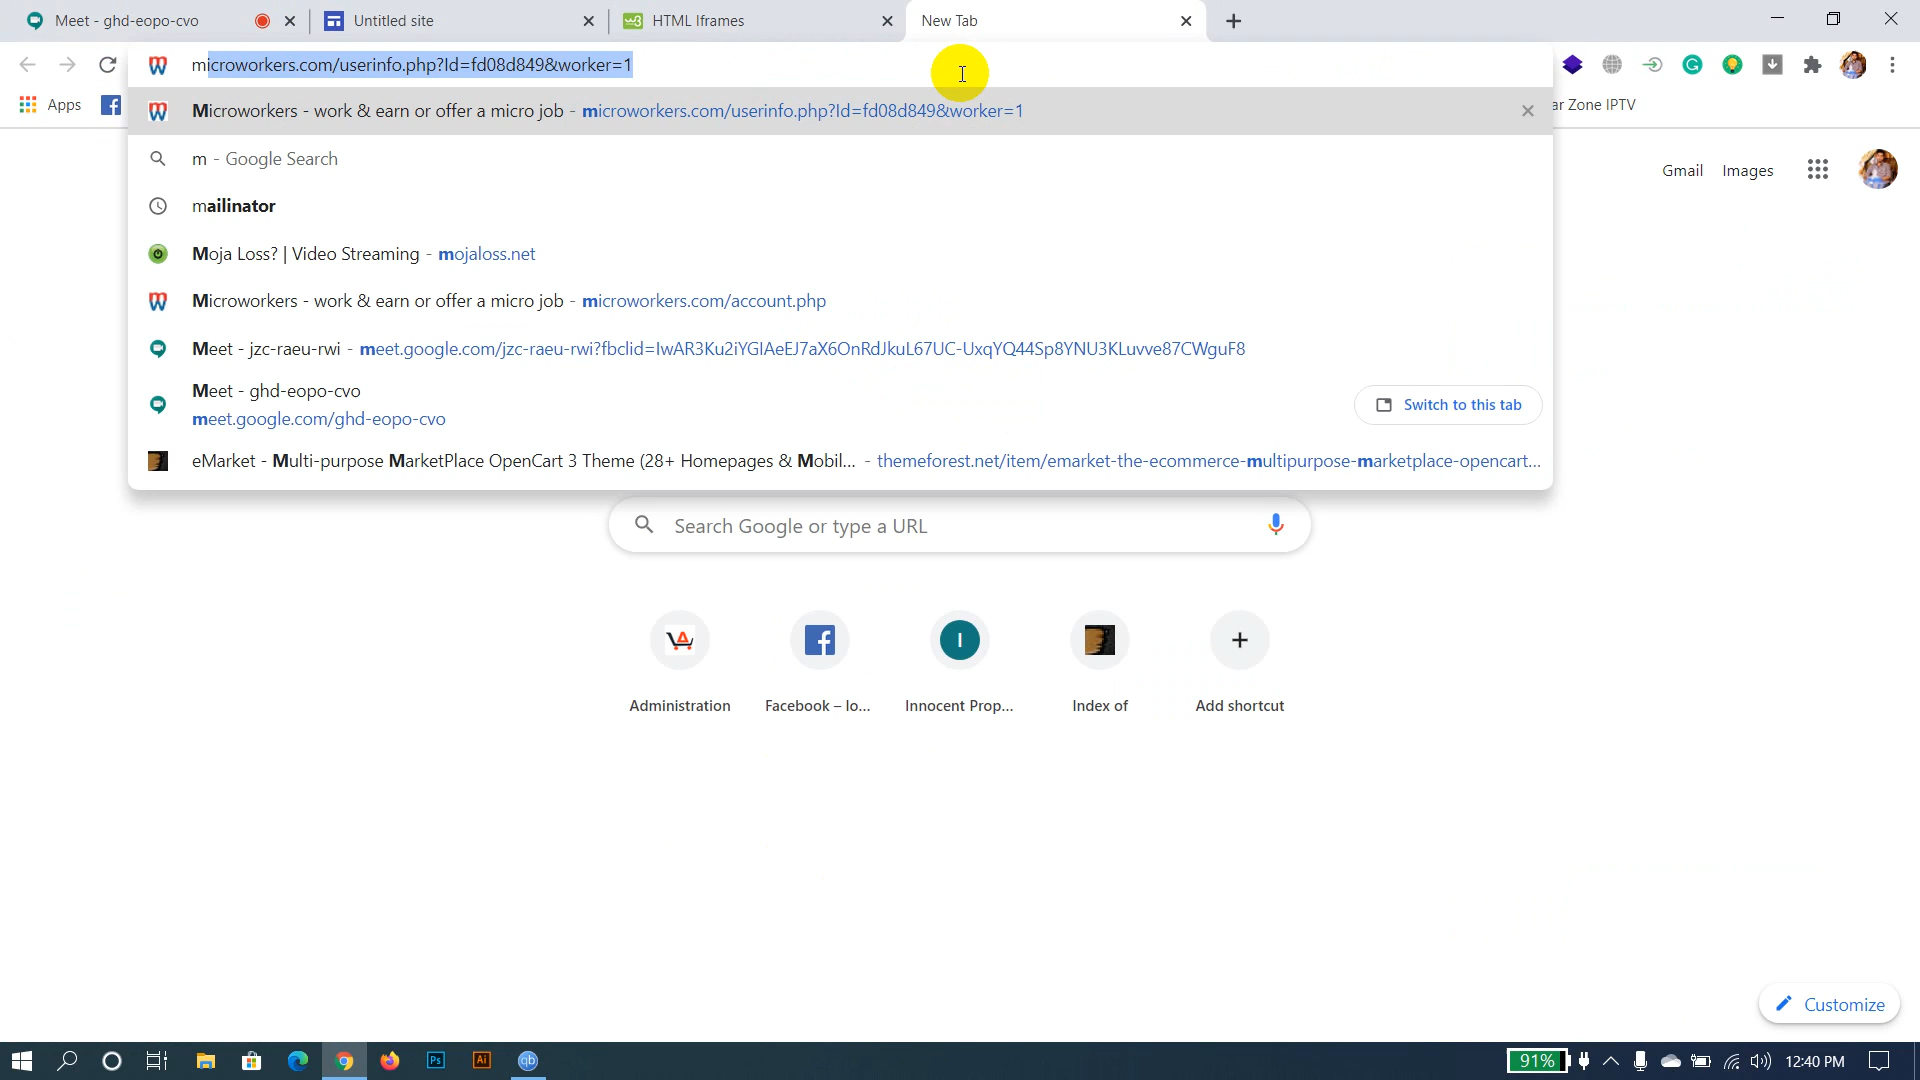 Meet - ghd-eopo-cvo
Untitled site
HTML Iframes
New Tab
microworkers.com/userinfo.php?Id=fd08d849&worker=1
Apps
Microworkers - work & earn or offer a micro job - microworkers.com/userinfo.php?Id=fd08d849&worker=1
ar Zone IPTV
m - Google Search
Gmail Images
mailinator
Moja Loss? | Video Streaming - mojaloss.net
Microworkers - work & earn or offer a micro job - microworkers.com/account.php
Meet - jzc-raeu-rwi - meet.google.com/jzc-raeu-rwi?fbclid=IwAR3Ku2iYGIAeEJ7aX6OnRdJkuL67UC-UxqYQ44Sp8YNU3KLuvve87CWguF8
Meet - ghd-eopo-cvo
meet.google.com/ghd-eopo-cvo
Switch to this tab
eMarket - Multi-purpose MarketPlace OpenCart 3 Theme (28+ Homepages & Mobil... - themeforest.net/item/emarket-the-ecommerce-multipurpose-marketplace-opencart...
Search Google or type a URL
I
Administration
Facebook – lo...
Innocent Prop...
Index of
Add shortcut
Customize
Ps
Ai
qb
91%
12:40 PM